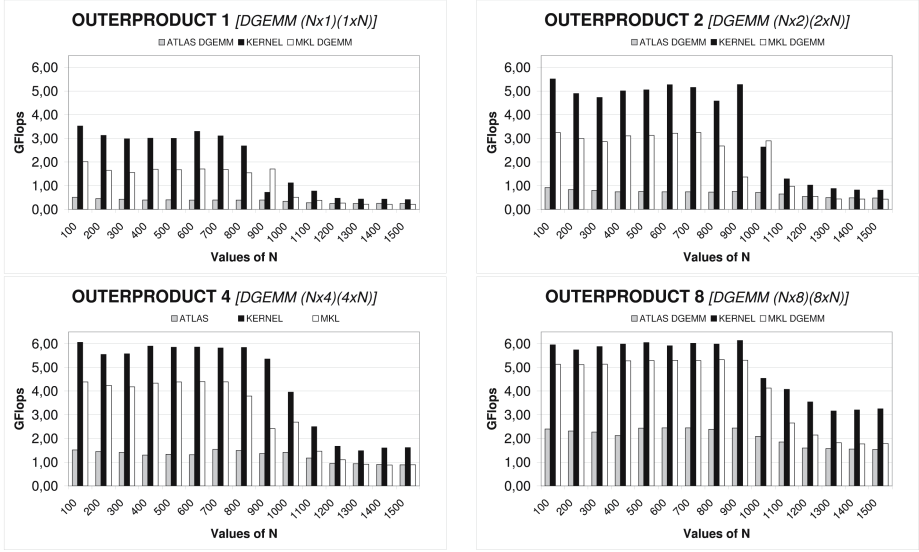 OUTERPRODUCT 1 [DGEMM (Nx1)(1xN)]
ATLAS DGEMM KERNEL MKL DGEMM
6,00
5,00
4,00
3,00
2,00
1,00
0,00
GFlops
100 200 300 400 500 600 700 800 900 1000 1100 1200 1300 1400 1500
Values of N
OUTERPRODUCT 2 [DGEMM (Nx2)(2xN)]
ATLAS DGEMM KERNEL MKL DGEMM
6,00
5,00
4,00
3,00
2,00
1,00
0,00
GFlops
100 200 300 400 500 600 700 800 900 1000 1100 1200 1300 1400 1500
Values of N
OUTERPRODUCT 4 [DGEMM (Nx4)(4xN)]
ATLAS KERNEL MKL
6,00
5,00
4,00
3,00
2,00
1,00
0,00
GFlops
100 200 300 400 500 600 700 800 900 1000 1100 1200 1300 1400 1500
Values of N
OUTERPRODUCT 8 [DGEMM (Nx8)(8xN)]
ATLAS DGEMM KERNEL MKL DGEMM
6,00
5,00
4,00
3,00
2,00
1,00
0,00
GFlops
100 200 300 400 500 600 700 800 900 1000 1100 1200 1300 1400 1500
Values of N